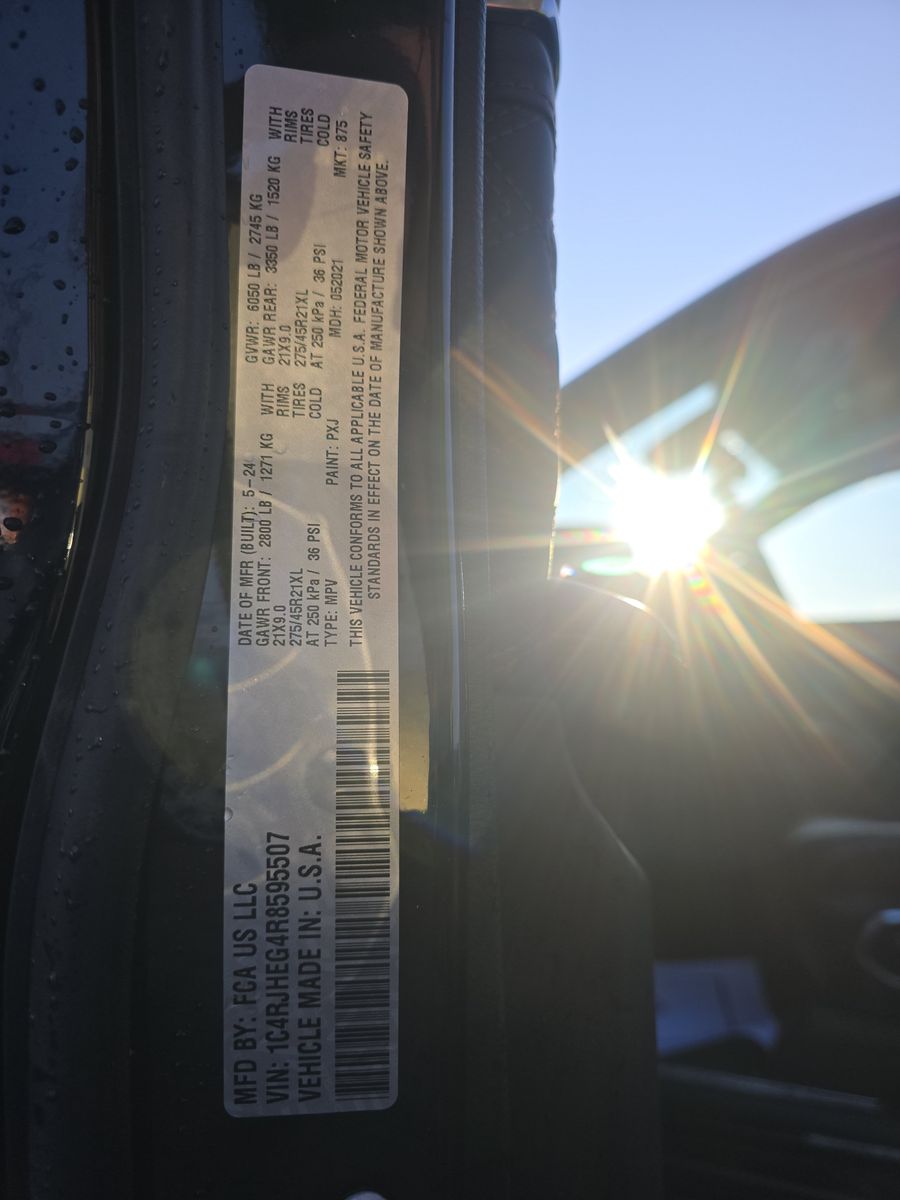 MFD BY: FCA US LLC
VIN: 1C4RJHEG4R8595507
VEHICLE MADE IN: U.S.A.
DATE OF MFR (BUILT): 5-24
GAWR FRONT: 2800 LB / 1271 KG WITH
21X9.0 RIMS
275/45R21XL TIRES
AT 250 kPa / 36 PSI COLD
TYPE: MPV PAINT: PXJ
GVWR: 6050 LB / 2745 KG
GAWR REAR: 3350 LB / 1520 KG WITH
21X9.0 RIMS
275/45R21XL TIRES
AT 250 kPa / 36 PSI COLD
MDH: 052021 MKT: 875
THIS VEHICLE CONFORMS TO ALL APPLICABLE U.S.A. FEDERAL MOTOR VEHICLE SAFETY
STANDARDS IN EFFECT ON THE DATE OF MANUFACTURE SHOWN ABOVE.